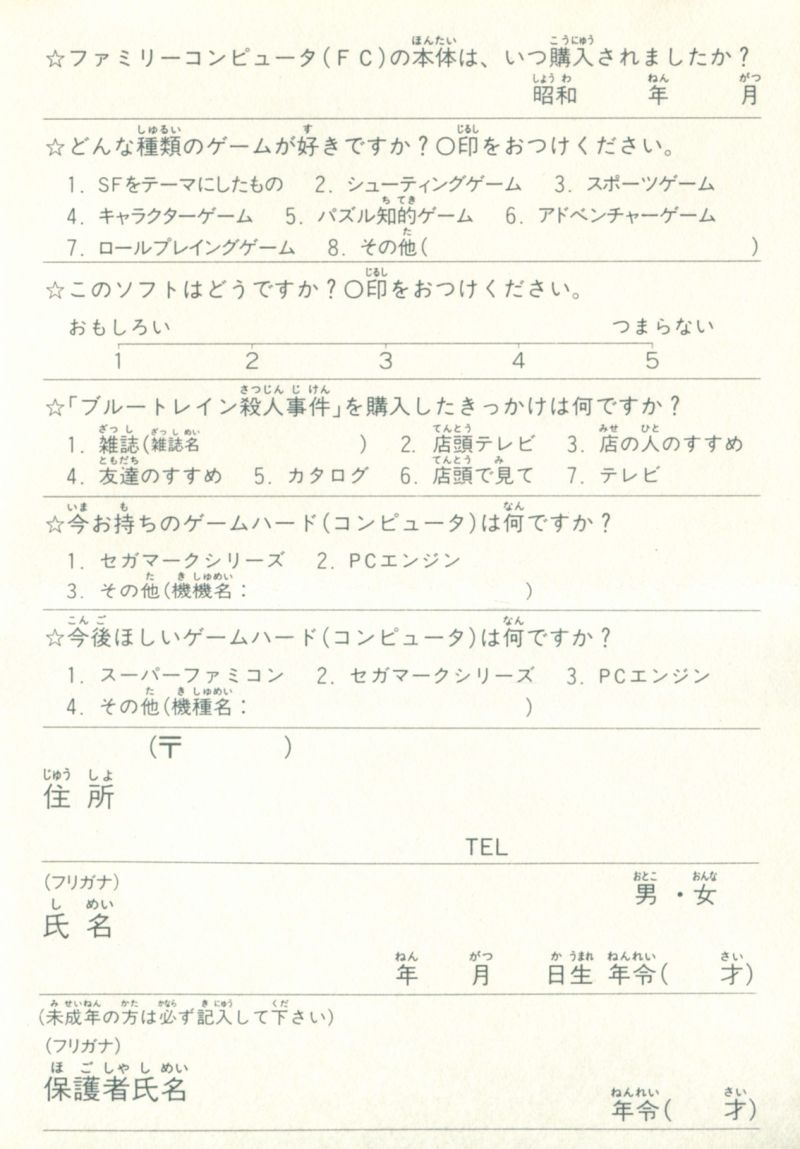 ☆ファミリーコンピュータ(FC)の本体は、いつ購入されましたか?
昭和 年 月
☆どんな種類のゲームが好きですか?○印をおつけください。
1. SFをテーマにしたもの 2. シューティングゲーム 3. スポーツゲーム
4. キャラクターゲーム 5. パズル知的ゲーム 6. アドベンチャーゲーム
7. ロールプレイングゲーム 8. その他( )
☆このソフトはどうですか?○印をおつけください。
おもしろい つまらない
1 2 3 4 5
☆「ブルートレイン殺人事件」を購入したきっかけは何ですか?
1. 雑誌(雑誌名 ) 2. 店頭テレビ 3. 店の人のすすめ
4. 友達のすすめ 5. カタログ 6. 店頭で見て 7. テレビ
☆今お持ちのゲームハード(コンピュータ)は何ですか?
1. セガマークシリーズ 2. PCエンジン
3. その他(機機名: )
☆今後ほしいゲームハード(コンピュータ)は何ですか?
1. スーパーファミコン 2. セガマークシリーズ 3. PCエンジン
4. その他(機種名: )
(〒 )
住所
TEL
(フリガナ)
氏名 男・女
年 月 日生 年令( 才)
(未成年の方は必ず記入して下さい)
(フリガナ)
保護者氏名
年令( 才)